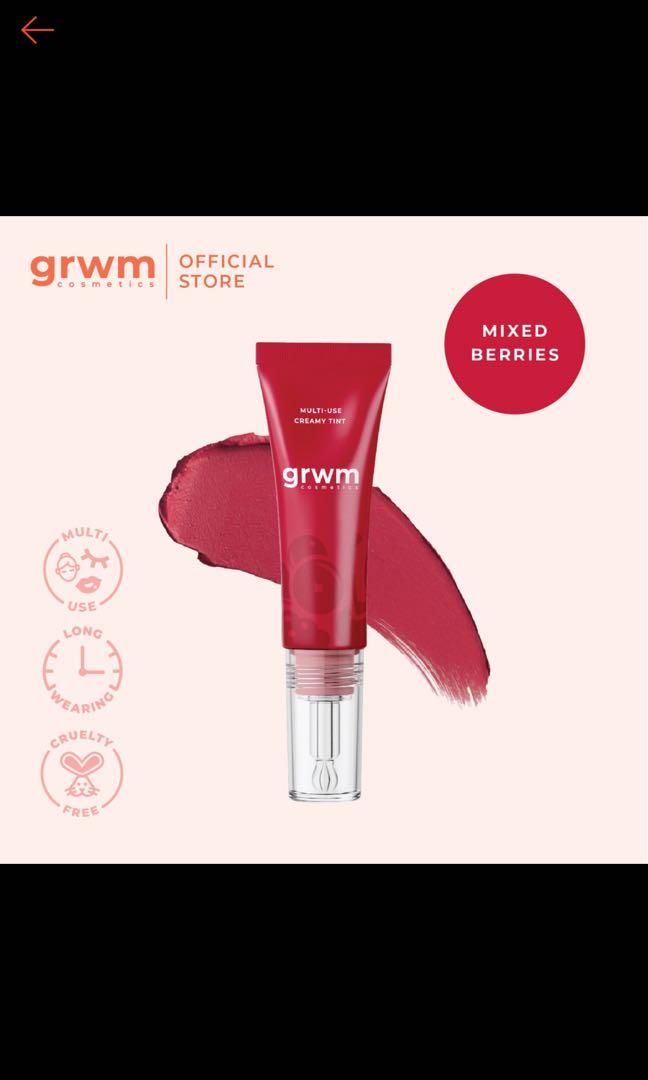 grwm
cosmetics
OFFICIAL
STORE
MIXED
BERRIES
MULTI-USE
CREAMY TINT
grwm
cosmetics
MULTI
USE
LONG
WEARING
CRUELTY
FREE